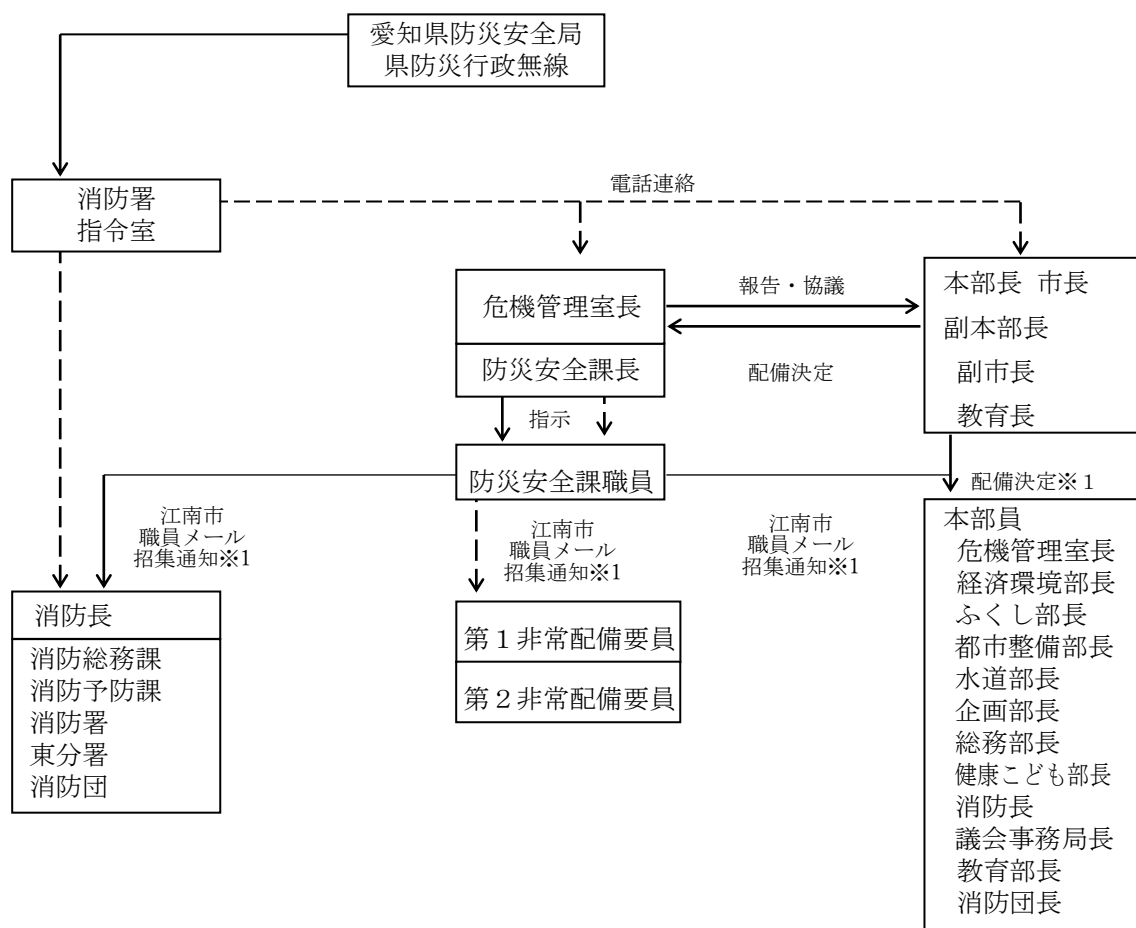 愛知県防災安全局
県防災行政無線
消防署
指令室
電話連絡
危機管理室長
防災安全課長
報告・協議
配備決定
本部長 市長
副本部長
副市長
教育長
指示
防災安全課職員
配備決定※１
江南市
職員メール
招集通知※1
江南市
職員メール
招集通知※1
江南市
職員メール
招集通知※1
消防長
消防総務課
消防予防課
消防署
東分署
消防団
第１非常配備要員
第２非常配備要員
本部員
危機管理室長
経済環境部長
ふくし部長
都市整備部長
水道部長
企画部長
総務部長
健康こども部長
消防長
議会事務局長
教育部長
消防団長